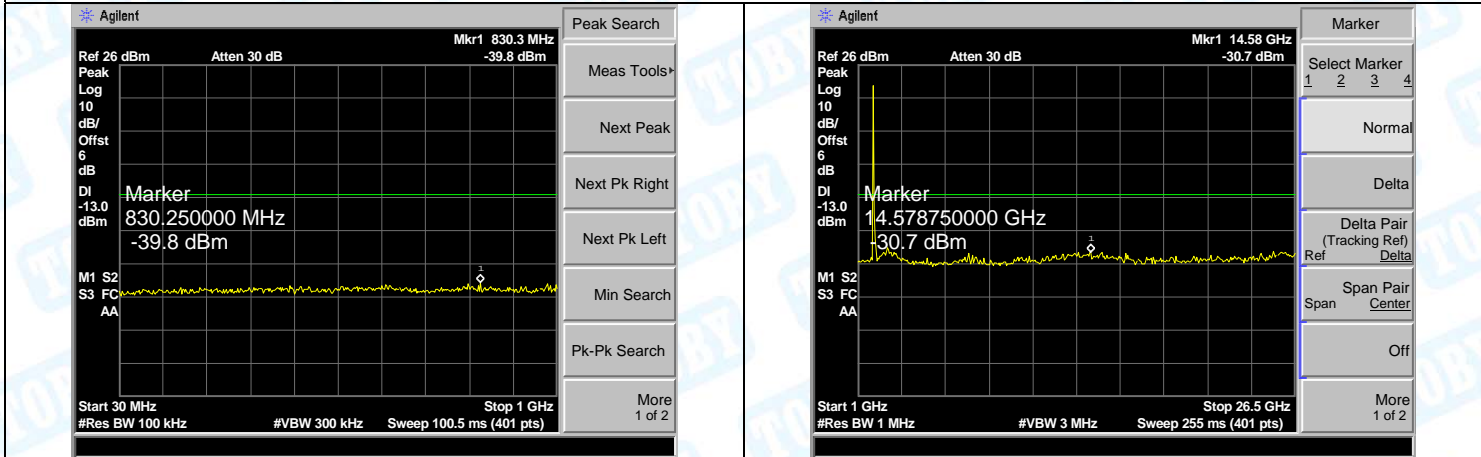 Agilent
Peak Search
Mkr1 830.3 MHz
Ref 26 dBm Atten 30 dB -39.8 dBm
Peak
Log
10
dB/
Offst
6
dB
DI
-13.0
dBm
Marker
830.250000 MHz
-39.8 dBm
1
M1 S2
S3 FC
AA
Start 30 MHz Stop 1 GHz
#Res BW 100 kHz #VBW 300 kHz Sweep 100.5 ms (401 pts)
Meas Tools
Next Peak
Next Pk Right
Next Pk Left
Min Search
Pk-Pk Search
More
1 of 2
Agilent
Marker
Mkr1 14.58 GHz
Ref 26 dBm Atten 30 dB -30.7 dBm
Peak
Log
10
dB/
Offst
6
dB
DI
-13.0
dBm
Marker
14.578750000 GHz
-30.7 dBm
1
M1 S2
S3 FC
AA
Start 1 GHz Stop 26.5 GHz
#Res BW 1 MHz #VBW 3 MHz Sweep 255 ms (401 pts)
Select Marker
1 2 3 4
Normal
Delta
Delta Pair
(Tracking Ref)
Ref Delta
Span Pair
Span Center
Off
More
1 of 2
TOBY
TOBY
TOBY
TOBY